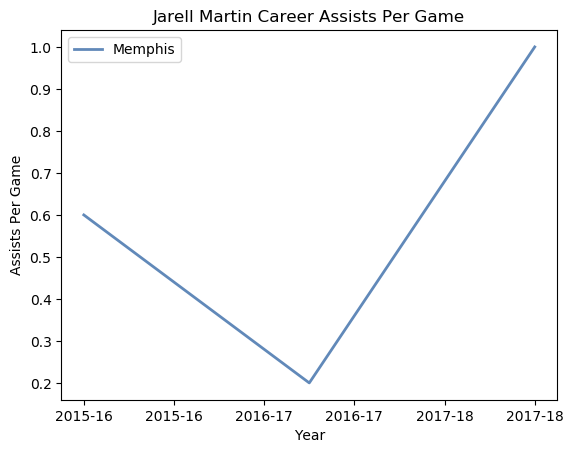 Jarell Martin Career Assists Per Game
Memphis
1.0
0.9
0.8
0.7
0.6
0.5
0.4
0.3
0.2
Assists Per Game
2015-16 2015-16 2016-17 2016-17 2017-18 2017-18
Year